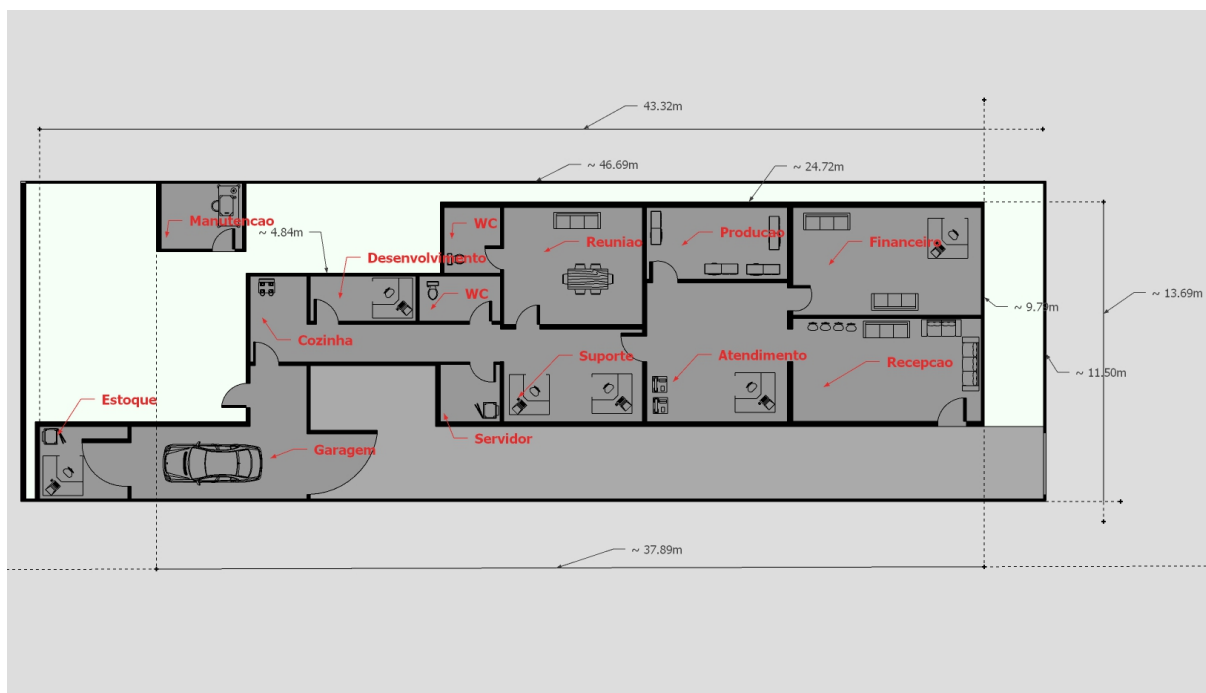 43.32m
~ 46.69m
~ 24.72m
Manutencao
WC
~ 4.84m
Producao
Reuniao
Financeiro
Desenvolvimento
WC
~ 13.69m
~ 9.79m
Cozinha
Suporte
Atendimento
Recepcao
~ 11.50m
Estoque
Servidor
Garagem
~ 37.89m